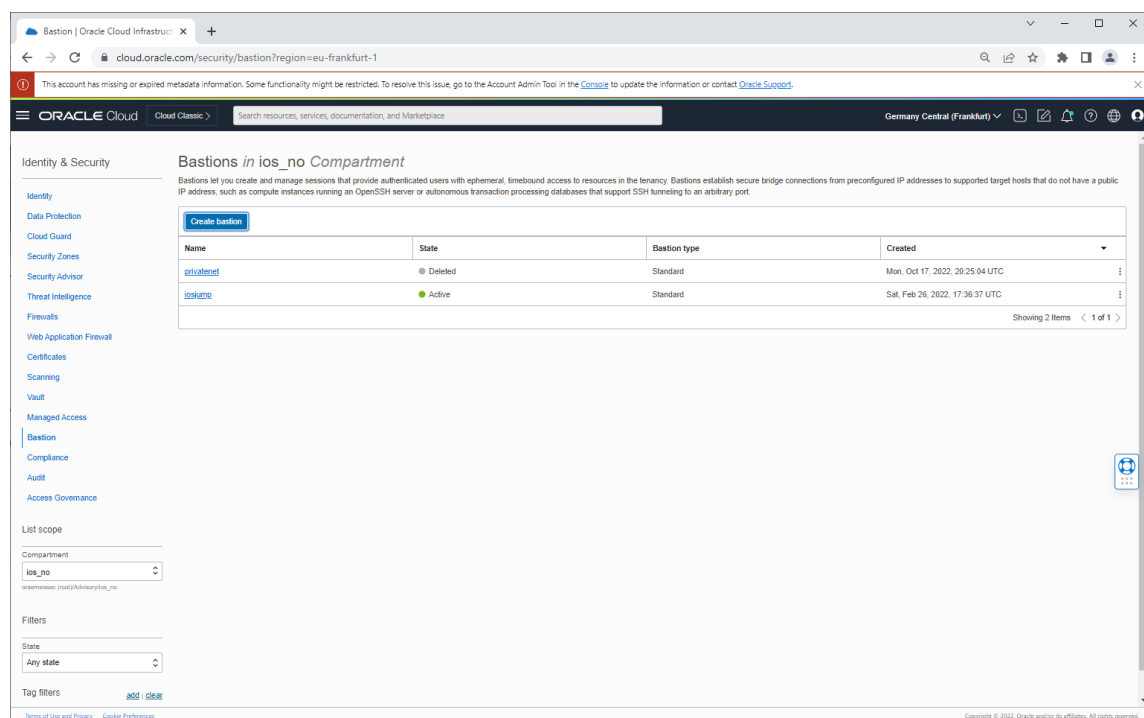 Bastion | Oracle Cloud Infrastruct
cloud.oracle.com/security/bastion?region=eu-frankfurt-1
This account has missing or expired metadata information. Some functionality might be restricted. To resolve this issue, go to the Account Admin Tool in the Console to update the information or contact Oracle Support.
ORACLE Cloud
Cloud Classic >
Search resources, services, documentation, and Marketplace
Germany Central (Frankfurt)
Identity & Security
Identity
Data Protection
Cloud Guard
Security Zones
Security Advisor
Threat Intelligence
Firewalls
Web Application Firewall
Certificates
Scanning
Vault
Managed Access
Bastion
Compliance
Audit
Access Governance
List scope
Compartment
ios_no
oraemeasec (root)/Advisory/ios_no
Filters
State
Any state
Tag filters
add | clear
Bastions in ios_no Compartment
Bastions let you create and manage sessions that provide authenticated users with ephemeral, timebound access to resources in the tenancy. Bastions establish secure bridge connections from preconfigured IP addresses to supported target hosts that do not have a public
IP address, such as compute instances running an OpenSSH server or autonomous transaction processing databases that support SSH tunneling to an arbitrary port.
Create bastion
Name State Bastion type Created
privatenet Deleted Standard Mon, Oct 17, 2022, 20:25:04 UTC
iosjump Active Standard Sat, Feb 26, 2022, 17:36:37 UTC
Showing 2 Items < 1 of 1 >
Terms of Use and Privacy Cookie Preferences
Copyright © 2022, Oracle and/or its affiliates. All rights reserved.